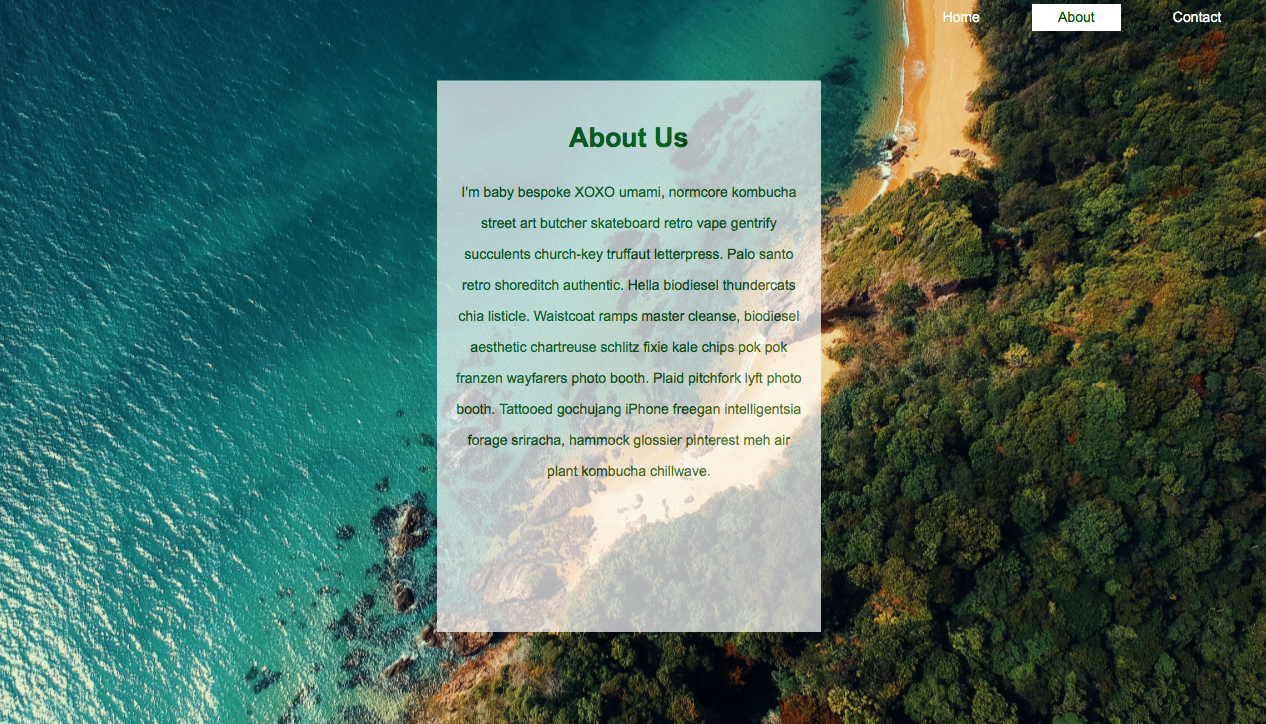 Home About Contact
About Us
I'm baby bespoke XOXO umami, normcore kombucha
street art butcher skateboard retro vape gentrify
succulents church-key truffaut letterpress. Palo santo
retro shoreditch authentic. Hella biodiesel thundercats
chia listicle. Waistcoat ramps master cleanse, biodiesel
aesthetic chartreuse schlitz fixie kale chips pok pok
franzen wayfarers photo booth. Plaid pitchfork lyft photo
booth. Tattooed gochujang iPhone freegan intelligentsia
forage sriracha, hammock glossier pinterest meh air
plant kombucha chillwave.